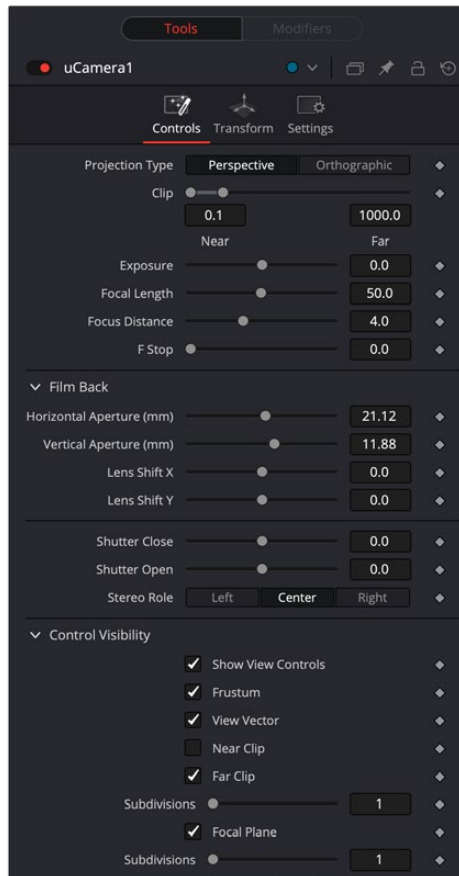 Tools Modifiers
uCamera1
Controls Transform Settings
Projection Type Perspective Orthographic
Clip
0.1 1000.0
Near Far
Exposure 0.0
Focal Length 50.0
Focus Distance 4.0
F Stop 0.0
Film Back
Horizontal Aperture (mm) 21.12
Vertical Aperture (mm) 11.88
Lens Shift X 0.0
Lens Shift Y 0.0
Shutter Close 0.0
Shutter Open 0.0
Stereo Role Left Center Right
Control Visibility
Show View Controls
Frustum
View Vector
Near Clip
Far Clip
Subdivisions 1
Focal Plane
Subdivisions 1